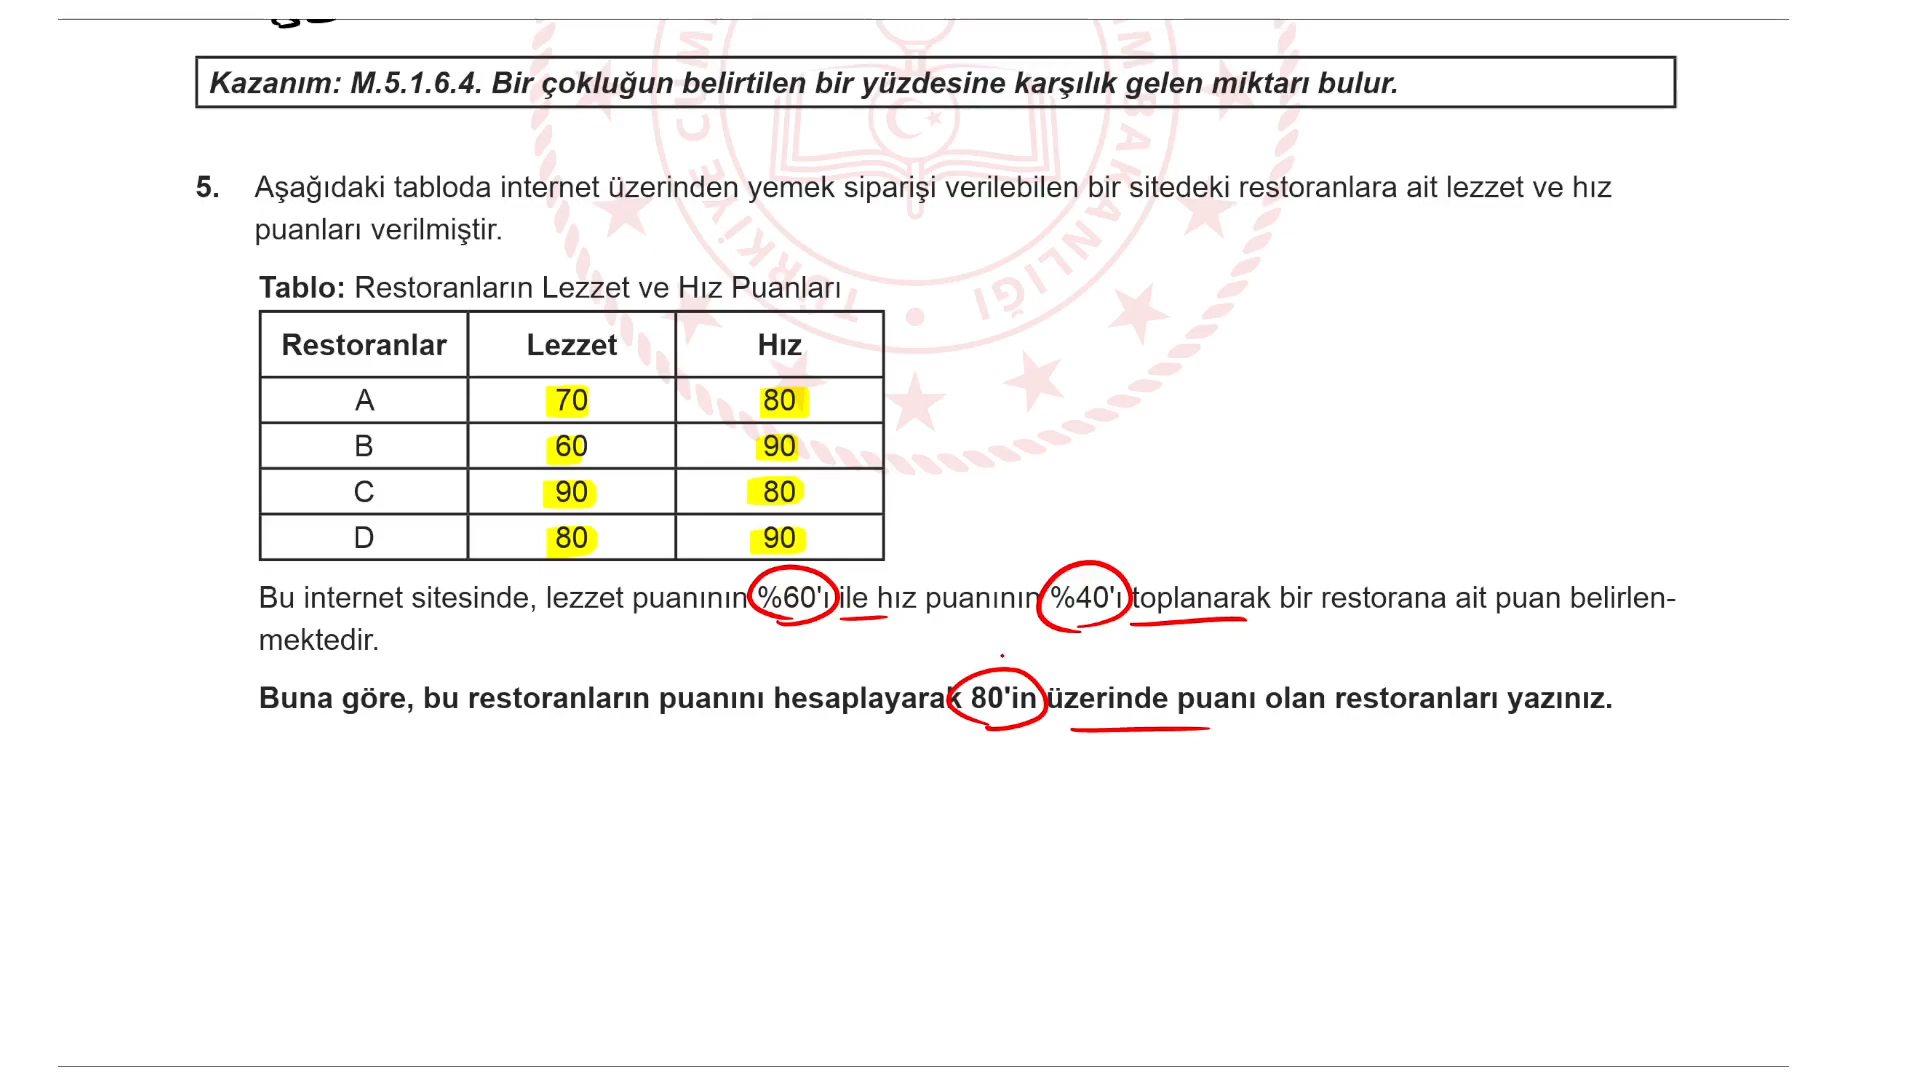 Kazanım: M.5.1.6.4. Bir çokluğun belirtilen bir yüzdesine karşılık gelen miktarı bulur.
5. Aşağıdaki tabloda internet üzerinden yemek siparişi verilebilen bir sitedeki restoranlara ait lezzet ve hız
puanları verilmiştir.
Tablo: Restoranların Lezzet ve Hız Puanları
Restoranlar Lezzet Hız
A 70 80
B 60 90
C 90 80
D 80 90
Bu internet sitesinde, lezzet puanının %60'ı ile hız puanının %40'ı toplanarak bir restorana ait puan belirlen-
mektedir.
Buna göre, bu restoranların puanını hesaplayarak 80'in üzerinde puanı olan restoranları yazınız.
TÜRKİYE CUM
M BAKANLIĞI